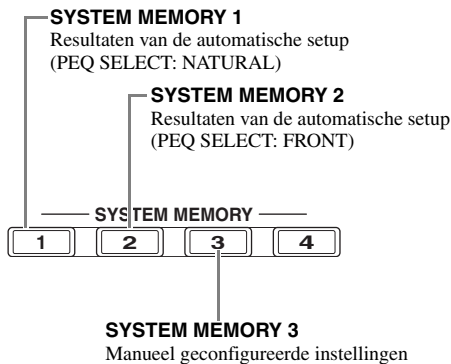 SYSTEM MEMORY 1
Resultaten van de automatische setup
(PEQ SELECT: NATURAL)
SYSTEM MEMORY 2
Resultaten van de automatische setup
(PEQ SELECT: FRONT)
SYSTEM MEMORY
1 2 3 4
SYSTEM MEMORY 3
Manueel geconfigureerde instellingen